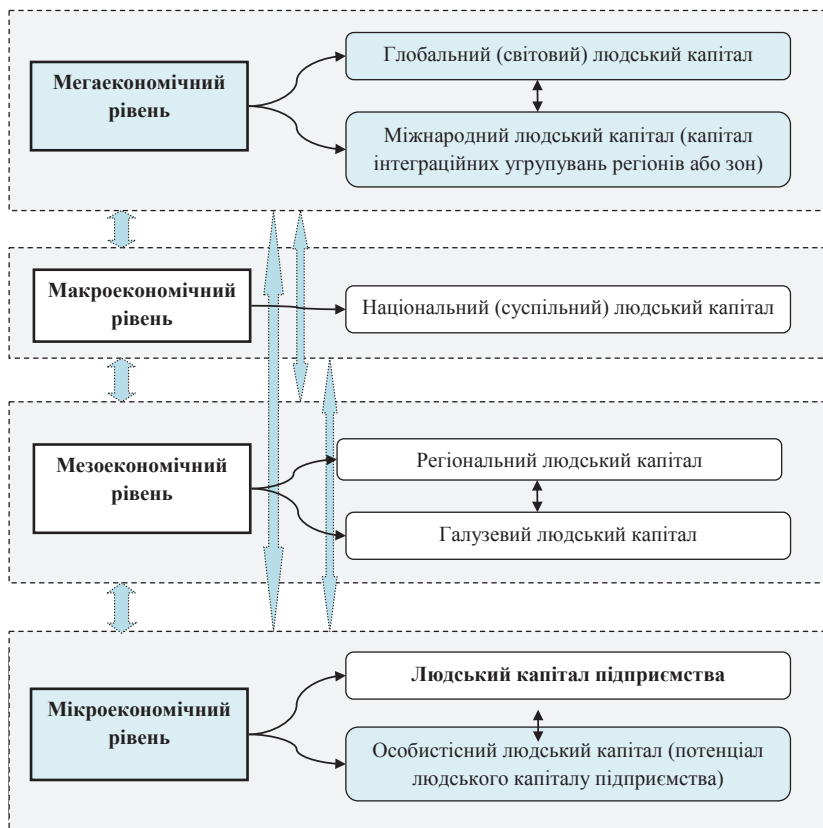 Мегаекономічний
рівень
Глобальний (світовий) людський капітал
Міжнародний людський капітал (капітал
інтеграційних угрупувань регіонів або зон)
Макроекономічний
рівень
Національний (суспільний) людський капітал
Мезоекономічний
рівень
Регіональний людський капітал
Галузевий людський капітал
Мікроекономічний
рівень
Людський капітал підприємства
Особистісний людський капітал (потенціал
людського капіталу підприємства)